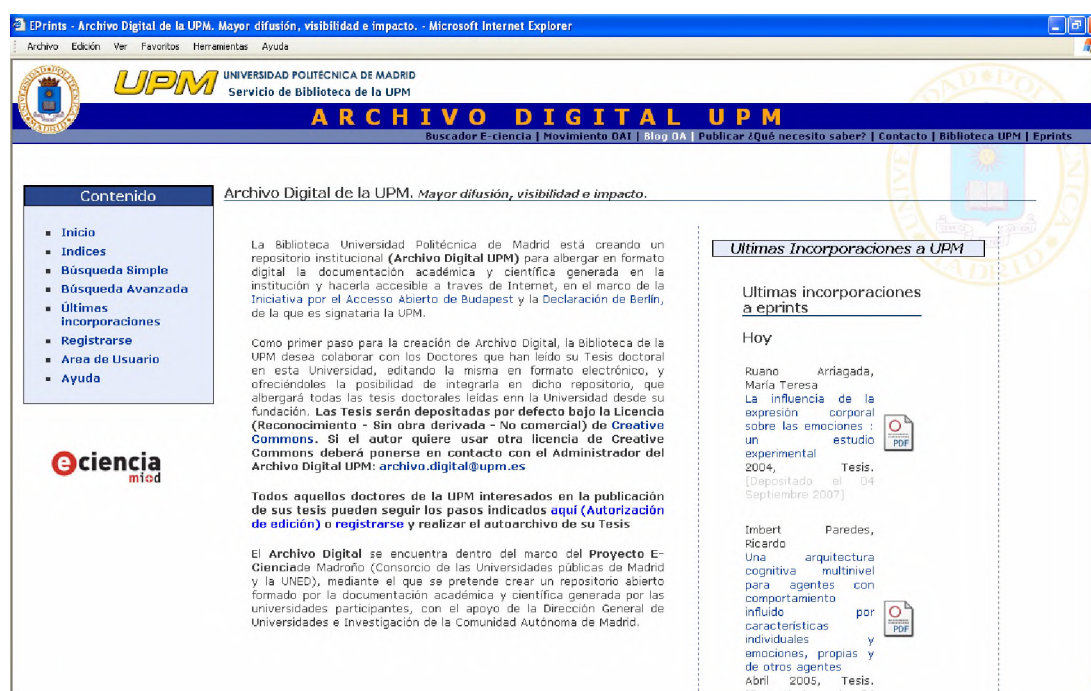 EPrints - Archivo Digital de la UPM. Mayor difusión, visibilidad e impacto. - Microsoft Internet Explorer
Archivo Edición Ver Favoritos Herramientas Ayuda
UPM
UNIVERSIDAD POLITÉCNICA DE MADRID
Servicio de Biblioteca de la UPM
ARCHIVO DIGITAL UPM
Buscador E-ciencia | Movimiento OAI | Blog OA | Publicar ¿Qué necesito saber? | Contacto | Biblioteca UPM | Eprints
Contenido
Inicio
Indices
Búsqueda Simple
Búsqueda Avanzada
Últimas
incorporaciones
Registrarse
Area de Usuario
Ayuda
eciencia
Archivo Digital de la UPM. Mayor difusión, visibilidad e impacto.
La Biblioteca Universidad Politécnica de Madrid está creando un
repositorio institucional (Archivo Digital UPM) para albergar en formato
digital la documentación académica y científica generada en la
institución y hacerla accesible a traves de Internet, en el marco de la
Iniciativa por el Accesso Abierto de Budapest y la Declaración de Berlín,
de la que es signataria la UPM.
Como primer paso para la creación de Archivo Digital, la Biblioteca de la
UPM desea colaborar con los Doctores que han leído su Tesis doctoral
en esta Universidad, editando la misma en formato electrónico, y
ofreciéndoles la posibilidad de integrarla en dicho repositorio, que
albergará todas las tesis doctorales leídas enn la Universidad desde su
fundación. Las Tesis serán depositadas por defecto bajo la Licencia
(Reconocimiento - Sin obra derivada - No comercial) de Creative
Commons. Si el autor quiere usar otra licencia de Creative
Commons deberá ponerse en contacto con el Administrador del
Archivo Digital UPM: archivo.digital@upm.es
Todos aquellos doctores de la UPM interesados en la publicación
de sus tesis pueden seguir los pasos indicados aquí (Autorización
de edición) o registrarse y realizar el autoarchivo de su Tesis
El Archivo Digital se encuentra dentro del marco del Proyecto E-
Cienciade Madroño (Consorcio de las Universidades públicas de Madrid
y la UNED), mediante el que se pretende crear un repositorio abierto
formado por la documentación académica y científica generada por las
universidades participantes, con el apoyo de la Dirección General de
Universidades e Investigación de la Comunidad Autónoma de Madrid.
Ultimas Incorporaciones a UPM
Ultimas incorporaciones
a eprints
Hoy
Ruano Arriagada,
María Teresa
La influencia de la
expresión corporal
sobre las emociones :
un estudio
experimental
2004, Tesis.
[Depositado el 04
Septiembre 2007]
PDF
Imbert Paredes,
Ricardo
Una arquitectura
cognitiva multinivel
para agentes con
comportamiento
influido por
características
individuales y
emociones, propias y
de otros agentes
Abril 2005, Tesis.
PDF